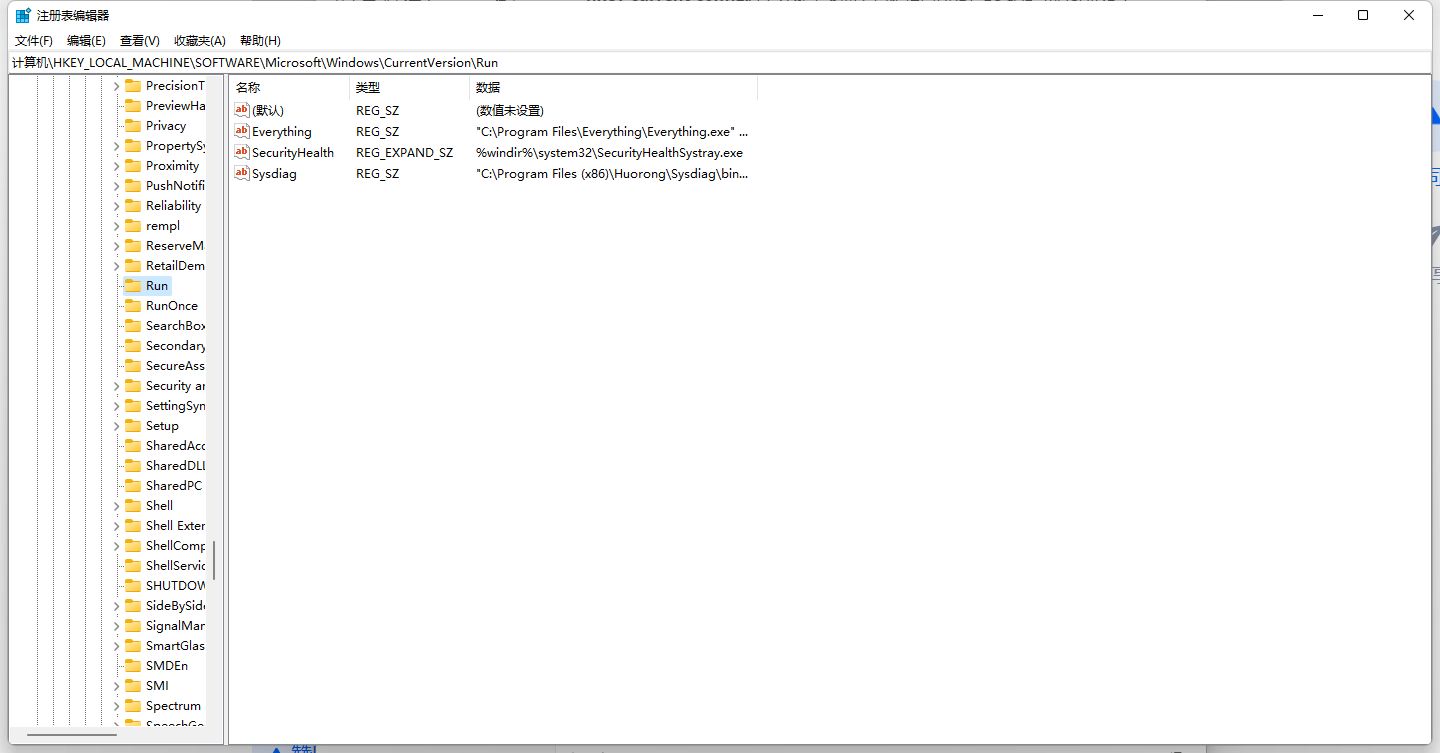 注册表编辑器
文件(F) 编辑(E) 查看(V) 收藏夹(A) 帮助(H)
计算机\HKEY_LOCAL_MACHINE\SOFTWARE\Microsoft\Windows\CurrentVersion\Run
PrecisionT
PreviewHa
Privacy
PropertySy
Proximity
PushNotifi
Reliability
rempl
ReserveM
RetailDem
Run
RunOnce
SearchBox
Secondary
SecureAss
Security an
SettingSyn
Setup
SharedAcc
SharedDLL
SharedPC
Shell
Shell Exter
ShellComp
ShellServic
SHUTDOW
SideBySide
SignalMan
SmartGlas
SMDEn
SMI
Spectrum
SpeechGe
名称 类型 数据
(默认) REG_SZ (数值未设置)
Everything REG_SZ "C:\Program Files\Everything\Everything.exe" ...
SecurityHealth REG_EXPAND_SZ %windir%\system32\SecurityHealthSystray.exe
Sysdiag REG_SZ "C:\Program Files (x86)\Huorong\Sysdiag\bin...